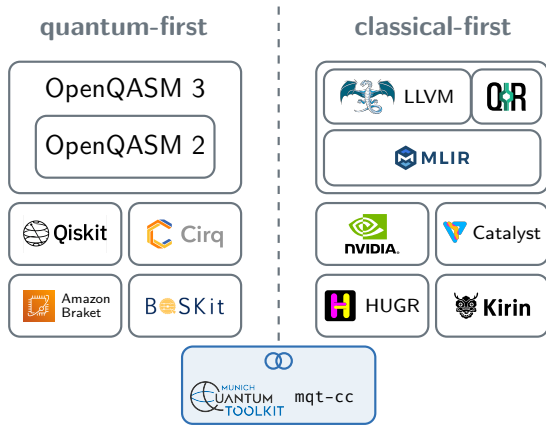 quantum-first
classical-first
OpenQASM 3
OpenQASM 2
LLVM
QIR
MLIR
Qiskit
Cirq
NVIDIA.
Catalyst
Amazon
Braket
BQSKit
HUGR
Kirin
MUNICH
QUANTUM
TOOLKIT
mqt-cc